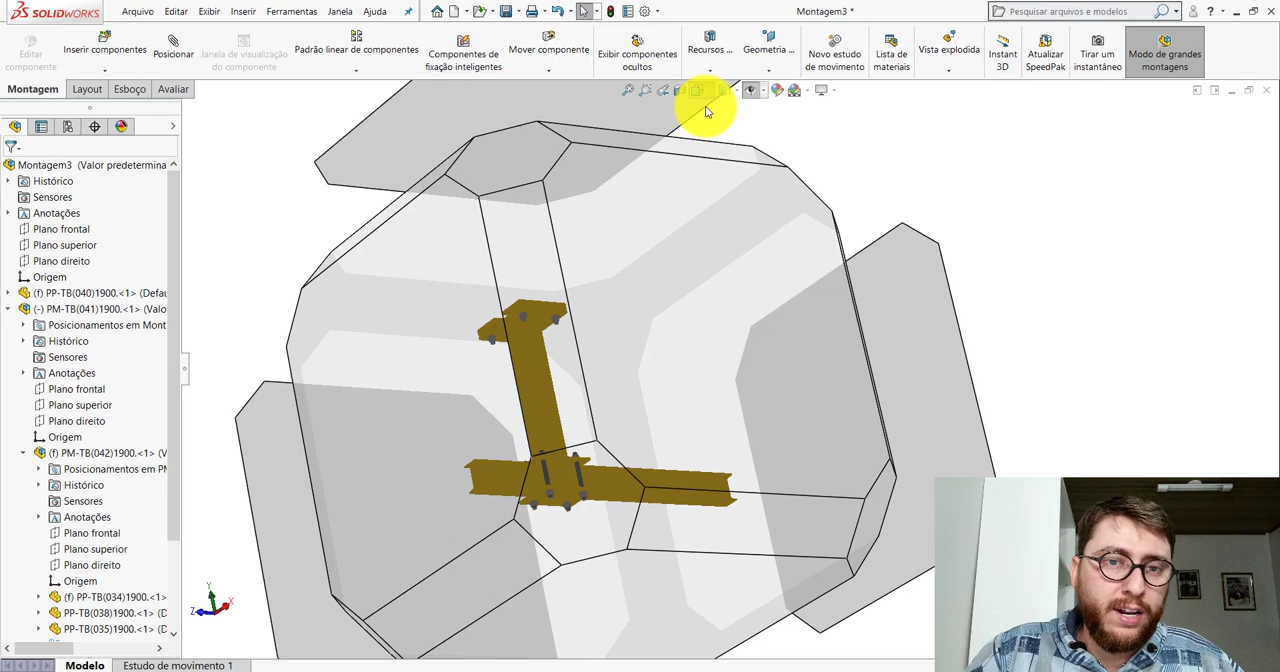 SOLIDWORKS
Arquivo Editar Exibir Inserir Ferramentas Janela Ajuda
Montagem3 *
Pesquisar arquivos e modelos
?
Editar componente
Inserir componentes
Posicionar
Janela de visualização do componente
Padrão linear de componentes
Componentes de fixação inteligentes
Mover componente
Exibir componentes ocultos
Recursos ...
Geometria ...
Novo estudo de movimento
Lista de materiais
Vista explodida
Instant 3D
Atualizar SpeedPak
Tirar um instantâneo
Modo de grandes montagens
Montagem Layout Esboço Avaliar
Montagem3 (Valor predetermina
Histórico
Sensores
Anotações
Plano frontal
Plano superior
Plano direito
Origem
(f) PP-TB(040)1900.<1> (Defau
(-) PM-TB(041)1900.<1> (Valo
Posicionamentos em Mont
Histórico
Sensores
Anotações
Plano frontal
Plano superior
Plano direito
Origem
(f) PM-TB(042)1900.<1> (V
Posicionamentos em PM
Histórico
Sensores
Anotações
Plano frontal
Plano superior
Plano direito
Origem
(f) PP-TB(034)1900.<1> (
PP-TB(038)1900.<1> (D
PP-TB(035)1900.<1> (D
Y
Z X
Modelo Estudo de movimento 1